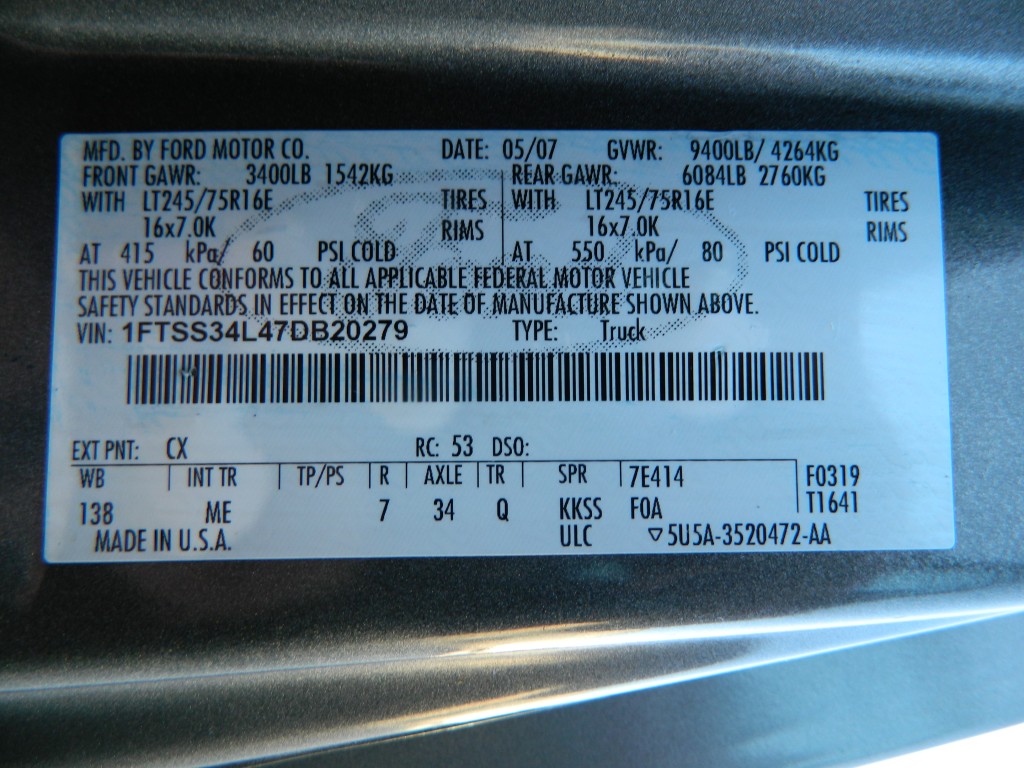 MFD. BY FORD MOTOR CO. DATE: 05/07 GVWR: 9400LB/ 4264KG
FRONT GAWR: 3400LB 1542KG REAR GAWR: 6084LB 2760KG
WITH LT245/75R16E TIRES WITH LT245/75R16E TIRES
16x7.0K RIMS 16x7.0K RIMS
AT 415 kPa/ 60 PSI COLD AT 550 kPa/ 80 PSI COLD
THIS VEHICLE CONFORMS TO ALL APPLICABLE FEDERAL MOTOR VEHICLE
SAFETY STANDARDS IN EFFECT ON THE DATE OF MANUFACTURE SHOWN ABOVE.
VIN: 1FTSS34L47DB20279 TYPE: Truck
EXT PNT: CX RC: 53 DSO:
WB INT TR TP/PS R AXLE TR SPR 7E414 F0319
138 ME 7 34 Q KKSS F0A T1641
MADE IN U.S.A. ULC ▽5U5A-3520472-AA